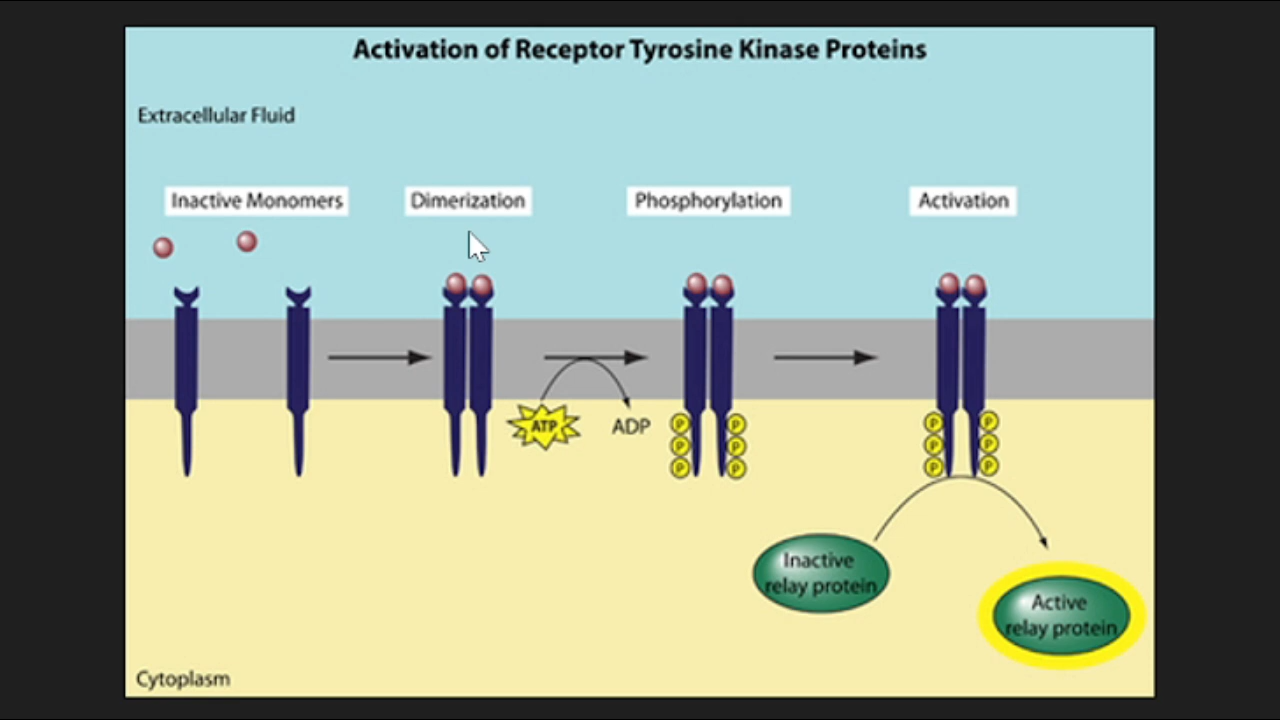 Activation of Receptor Tyrosine Kinase Proteins
Extracellular Fluid
Inactive Monomers
Dimerization
Phosphorylation
Activation
ATP
ADP
P P P P
P P P P
P P P P
Inactive
relay protein
Active
relay protein
Cytoplasm